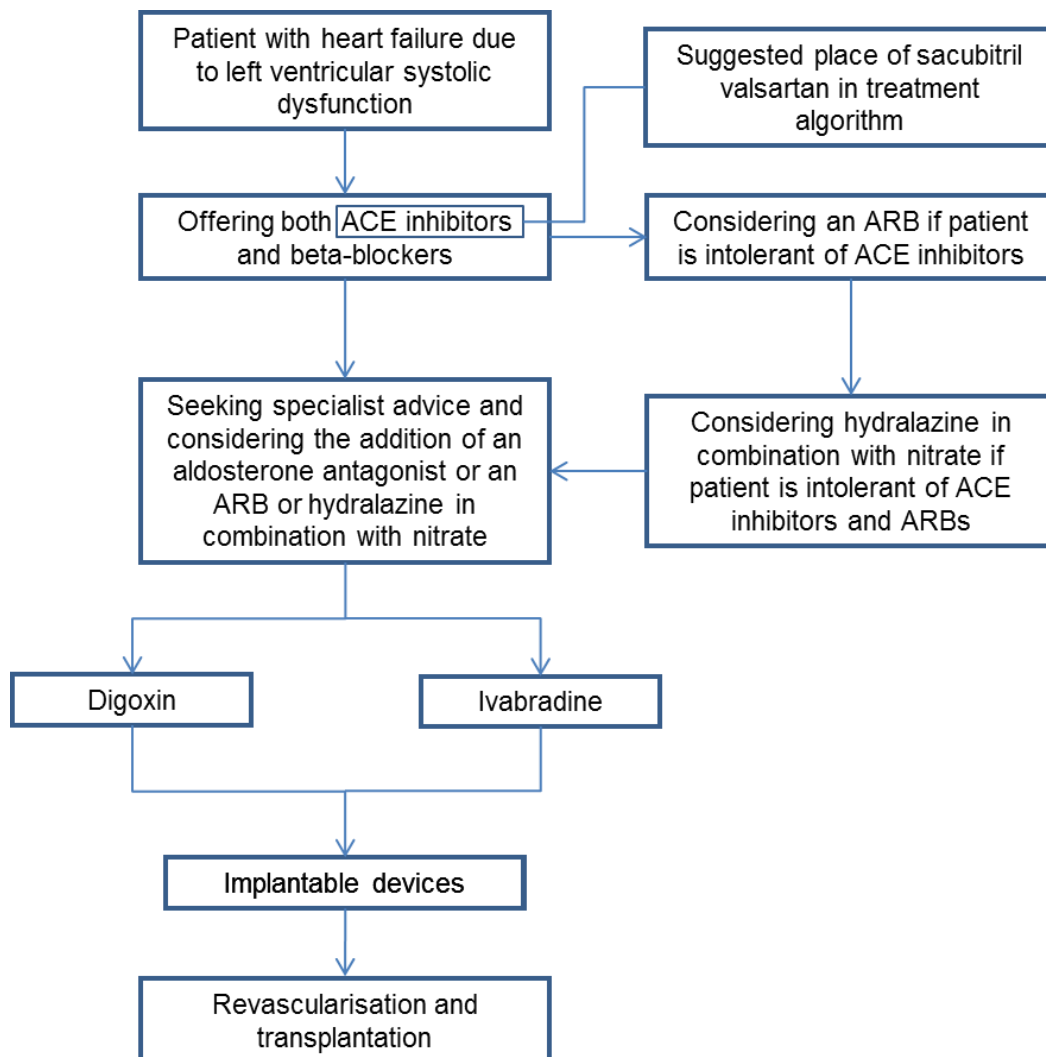 Patient with heart failure due
to left ventricular systolic
dysfunction
Suggested place of sacubitril
valsartan in treatment
algorithm
Offering both ACE inhibitors
and beta-blockers
Considering an ARB if patient
is intolerant of ACE inhibitors
Seeking specialist advice and
considering the addition of an
aldosterone antagonist or an
ARB or hydralazine in
combination with nitrate
Considering hydralazine in
combination with nitrate if
patient is intolerant of ACE
inhibitors and ARBs
Digoxin
Ivabradine
Implantable devices
Revascularisation and
transplantation